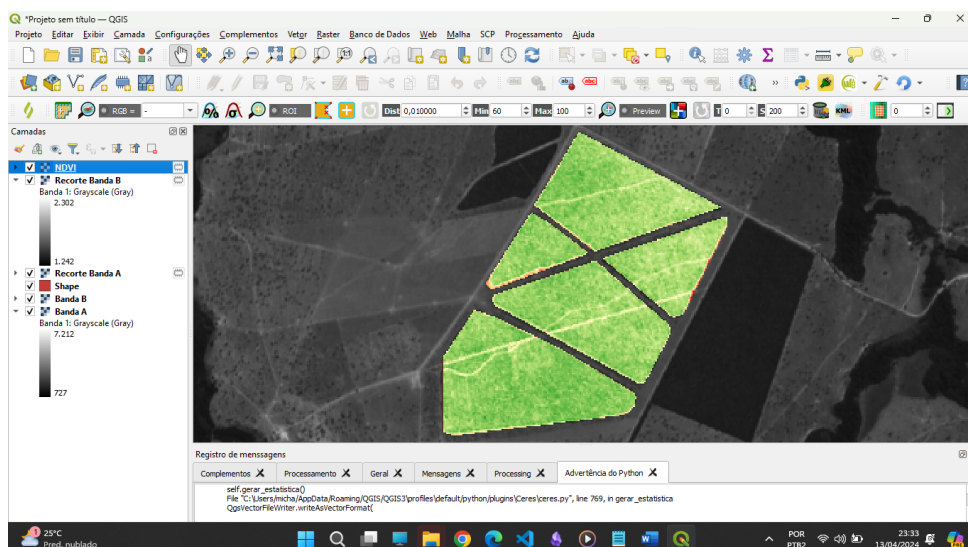 *Projeto sem título — QGIS
Projeto Editar Exibir Camada Configurações Complementos Vetor Raster Banco de Dados Web Malha SCP Processamento Ajuda
RGB = -
ROI
Dist 0,010000
Min 60
Max 100
Preview
T 0
S 200
KML
0
Camadas
NDVI
Recorte Banda B
Banda 1: Grayscale (Gray)
2.302
1.242
Recorte Banda A
Shape
Banda B
Banda A
Banda 1: Grayscale (Gray)
7.212
727
Registro de menssagens
Complementos Processamento Geral Mensagens Processing Advertência do Python
self.gerar_estatistica()
File "C:\Users/micha/AppData/Roaming/QGIS/QGIS3\profiles\default/python/plugins\Ceres\ceres.py", line 769, in gerar_estatistica
QgsVectorFileWriter.writeAsVectorFormat(
1
25°C
Pred. nublado
POR
PTB2
23:33
13/04/2024